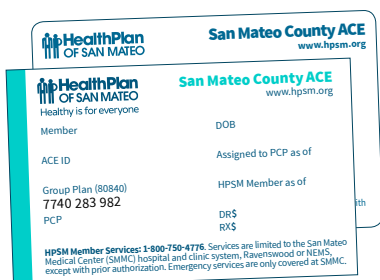 HealthPlan
OF SAN MATEO
San Mateo County ACE
www.hpsm.org
HealthPlan
OF SAN MATEO
Healthy is for everyone
San Mateo County ACE
www.hpsm.org
Member
DOB
ACE ID
Assigned to PCP as of
Group Plan (80840)
7740 283 982
HPSM Member as of
PCP
DR$
RX$
ith
HPSM Member Services: 1-800-750-4776. Services are limited to the San Mateo
Medical Center (SMMC) hospital and clinic system, Ravenswood or NEMS,
except with prior authorization. Emergency services are only covered at SMMC.